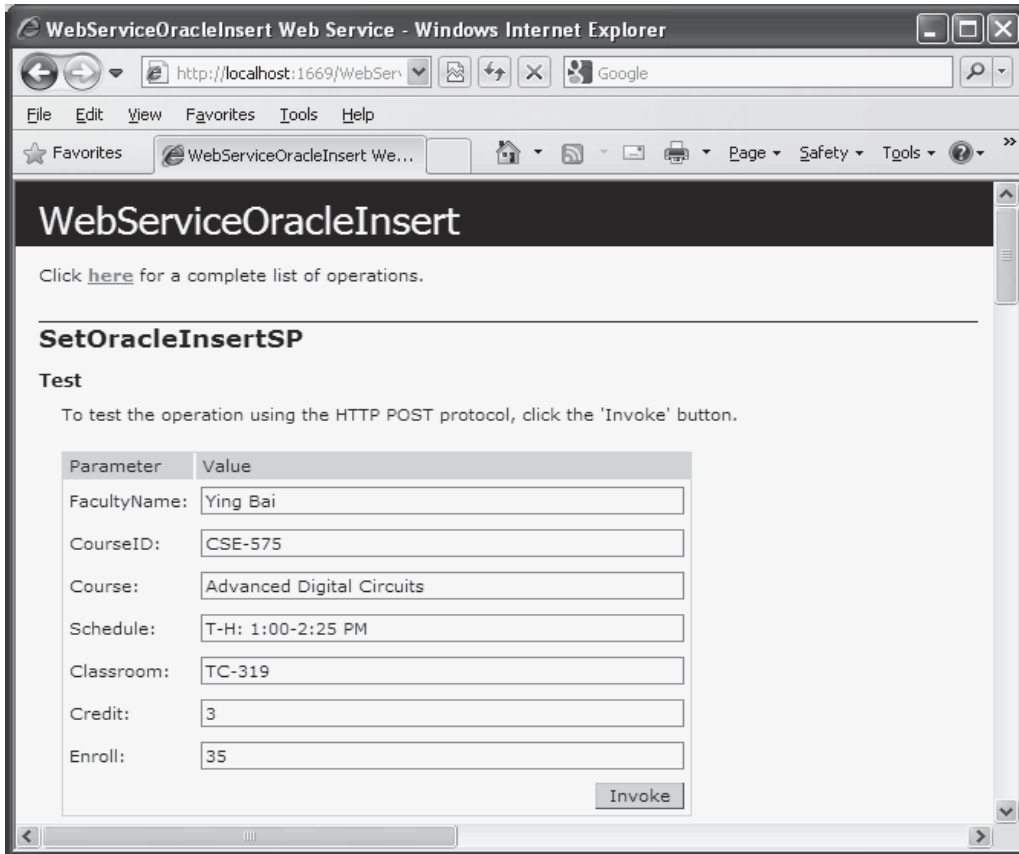 WebServiceOracleInsert Web Service - Windows Internet Explorer
http://localhost:1669/WebServ
Google
File Edit View Favorites Tools Help
Favorites WebServiceOracleInsert We... Page Safety Tools »
WebServiceOracleInsert
Click here for a complete list of operations.
SetOracleInsertSP
Test
To test the operation using the HTTP POST protocol, click the 'Invoke' button.
Parameter Value
FacultyName: Ying Bai
CourseID: CSE-575
Course: Advanced Digital Circuits
Schedule: T-H: 1:00-2:25 PM
Classroom: TC-319
Credit: 3
Enroll: 35
Invoke